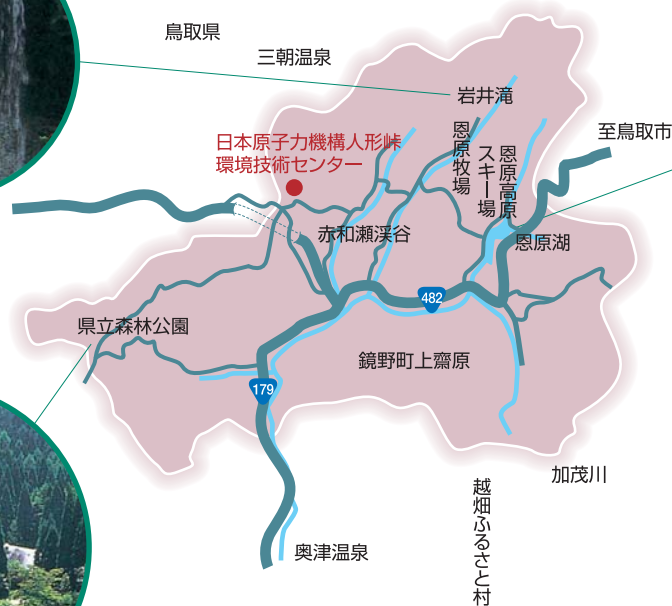 鳥取県
三朝温泉
岩井滝
日本原子力機構人形峠
環境技術センター
恩原牧場
恩原高原
スキー場
至鳥取市
赤和瀬渓谷
恩原湖
482
県立森林公園
鏡野町上齋原
179
加茂川
越畑ふるさと村
奥津温泉